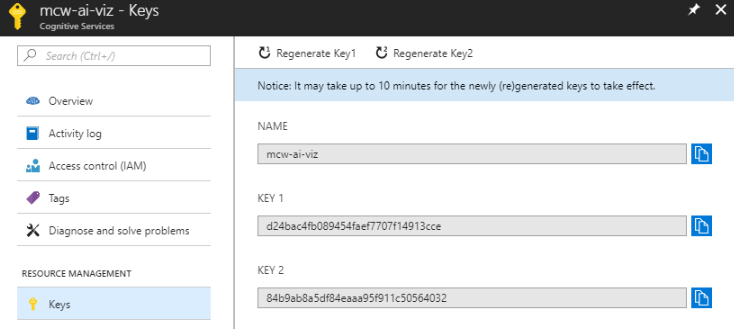 mcw-ai-viz - Keys
Cognitive Services
Search (Ctrl+/)
Overview
Activity log
Access control (IAM)
Tags
Diagnose and solve problems
RESOURCE MANAGEMENT
Keys
Regenerate Key1
Regenerate Key2
Notice: It may take up to 10 minutes for the newly (re)generated keys to take effect.
NAME
mcw-ai-viz
KEY 1
d24bac4fb089454faef7707f14913cce
KEY 2
84b9ab8a5df84eaaa95f911c50564032